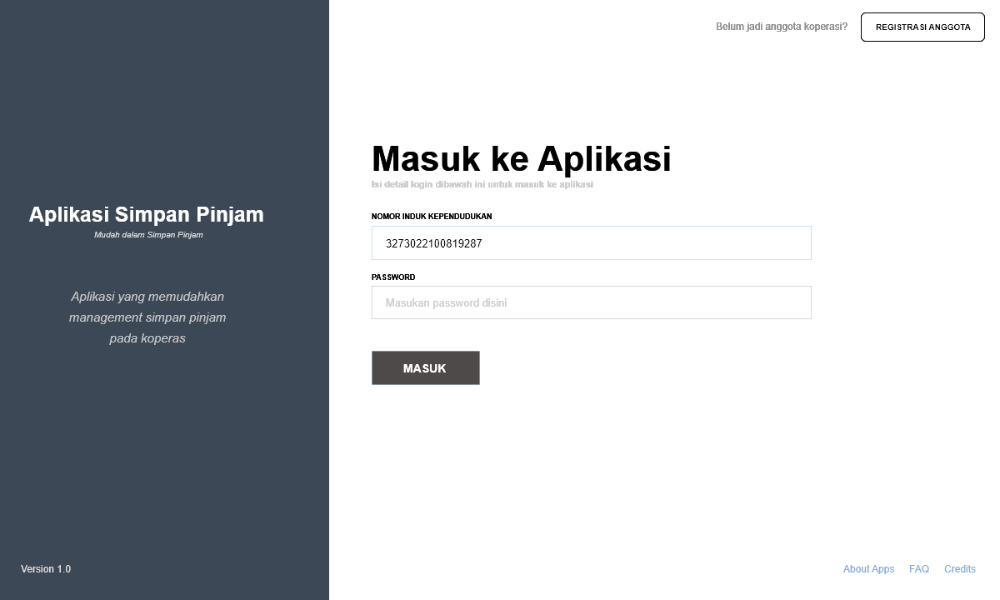 Belum jadi anggota koperasi?
REGISTRASI ANGGOTA
Aplikasi Simpan Pinjam
Mudah dalam Simpan Pinjam
Aplikasi yang memudahkan
management simpan pinjam
pada koperas
Version 1.0
Masuk ke Aplikasi
Isi detail login dibawah ini untuk masuk ke aplikasi
NOMOR INDUK KEPENDUDUKAN
3273022100819287
PASSWORD
Masukan password disini
MASUK
About Apps
FAQ
Credits